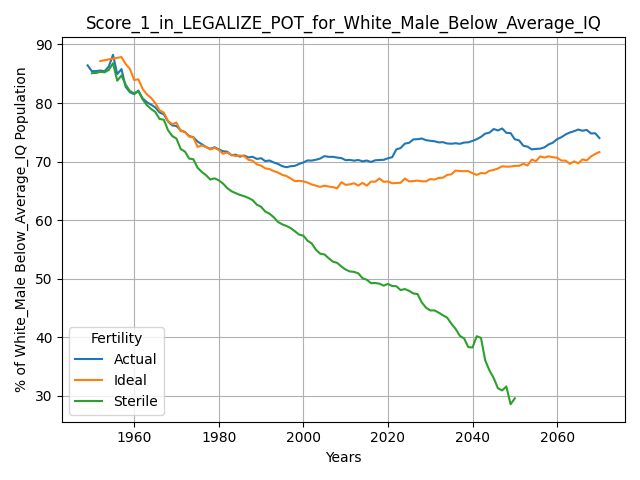 Score_1_in_LEGALIZE_POT_for_White_Male_Below_Average_IQ
% of White_Male Below_Average_IQ Population
90
80
70
60
50
40
30
Fertility
Actual
Ideal
Sterile
1960 1980 2000 2020 2040 2060
Years